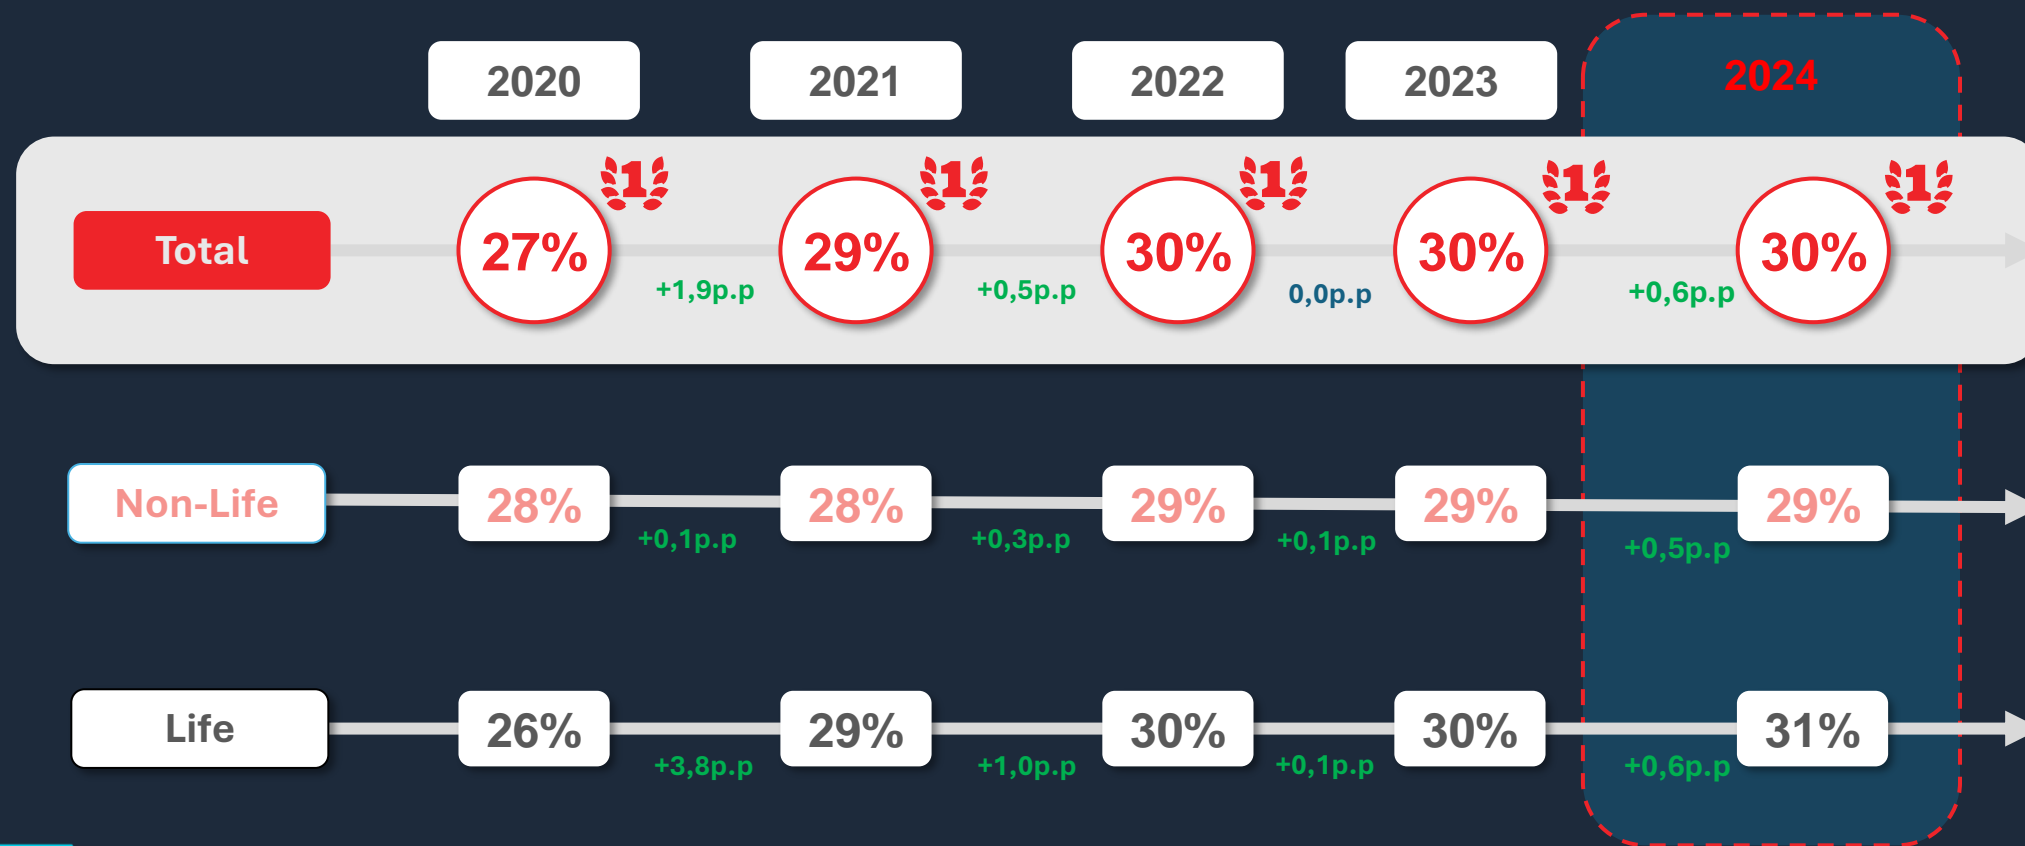 2020 2021 2022 2023 2024
1 1 1 1 1
Total 27% 29% 30% 30% 30%
+1,9p.p +0,5p.p 0,0p.p +0,6p.p
Non-Life 28% 28% 29% 29% 29%
+0,1p.p +0,3p.p +0,1p.p +0,5p.p
Life 26% 29% 30% 30% 31%
+3,8p.p +1,0p.p +0,1p.p +0,6p.p